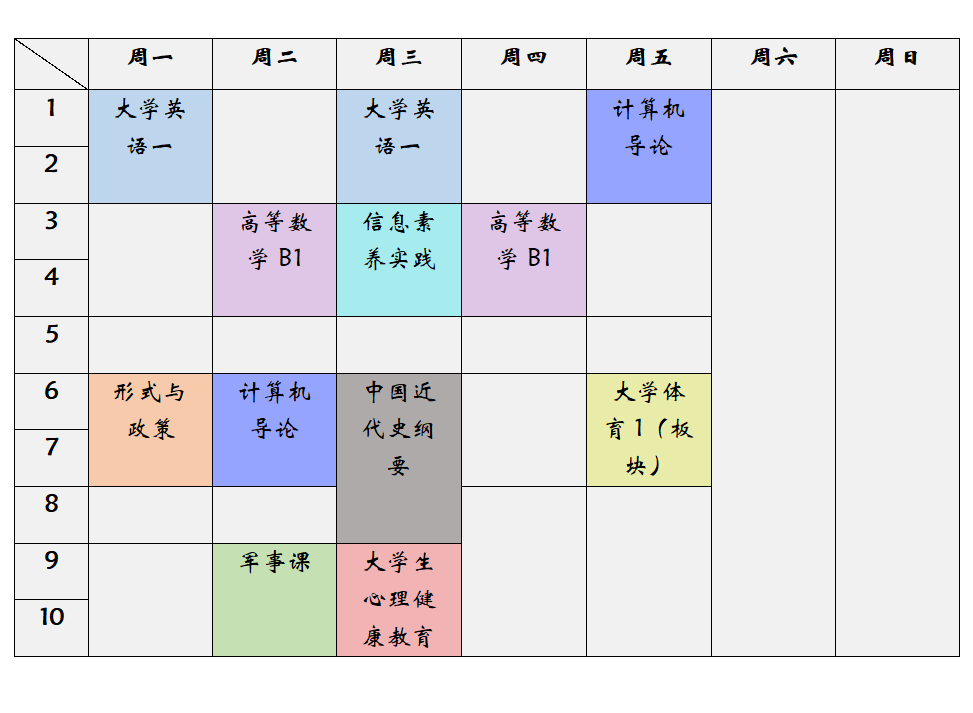 周一 周二 周三 周四 周五 周六 周日
1 大学英 大学英 计算机
语一 语一 导论
2
3 高等数 信息素 高等数
学 B1 养实践 学 B1
4
5
6 形式与 计算机 中国近 大学体
政策 导论 代史纲 育 1（板
7 要 块）
8
9 军事课 大学生
心理健
10 康教育